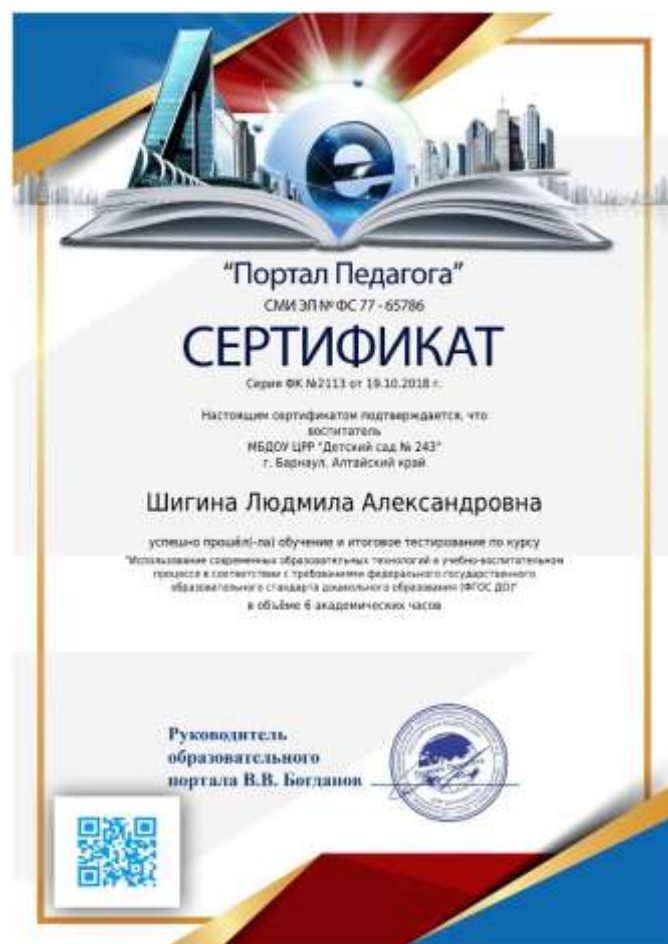 "Портал Педагога"
СМИ ЭЛ № ФС 77 - 65786
СЕРТИФИКАТ
Серия ФК №2113 от 19.10.2018 г.
Настоящим сертификатом подтверждается, что
воспитатель
МБДОУ ЦРР "Детский сад № 243"
г. Барнаул. Алтайский край
Шигина Людмила Александровна
успешно прошёл(-ла) обучение и итоговое тестирование по курсу
"Использование современных образовательных технологий в учебно-воспитательном
процессе в соответствии с требованиями федерального государственного
образовательного стандарта дошкольного образования (ФГОС ДО)"
в объёме 6 академических часов
Руководитель
образовательного
портала В.В. Богданов